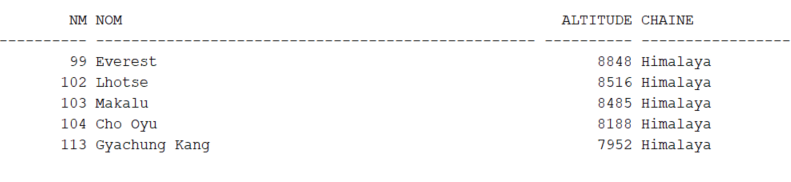 NM NOM ALTITUDE CHAINE
---------- -------------------------------------------------- ---------- -----------------
99 Everest 8848 Himalaya
102 Lhotse 8516 Himalaya
103 Makalu 8485 Himalaya
104 Cho Oyu 8188 Himalaya
113 Gyachung Kang 7952 Himalaya